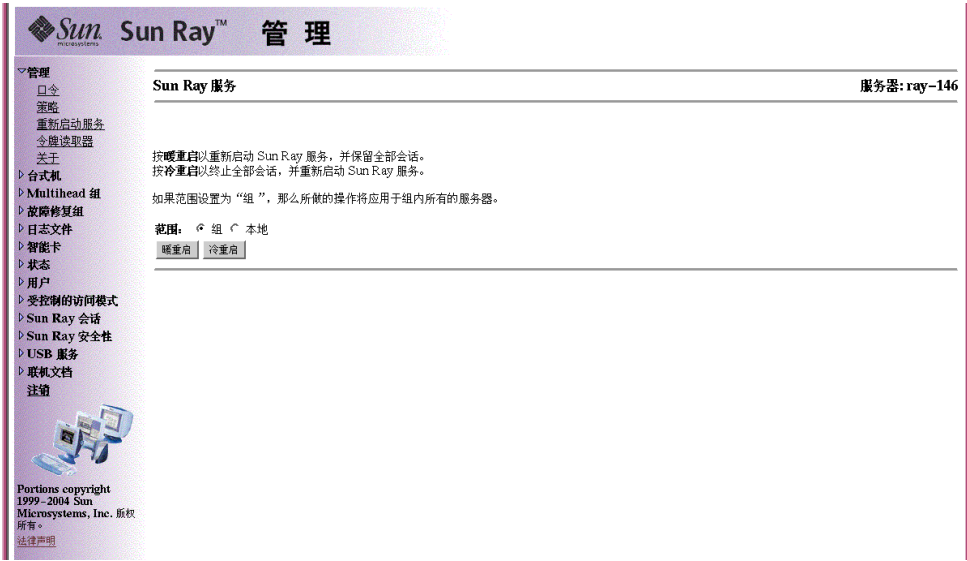 Sun microsystems Sun Ray™ 管 理
管理
口令
策略
重新启动服务
令牌读取器
关于
台式机
Multihead 组
故障修复组
日志文件
智能卡
状态
用户
受控制的访问模式
Sun Ray 会话
Sun Ray 安全性
USB 服务
联机文档
注销
Portions copyright
1999-2004 Sun
Microsystems, Inc. 版权
所有。
法律声明
Sun Ray 服务
服务器: ray-146
按暖重启以重新启动 Sun Ray 服务，并保留全部会话。
按冷重启以终止全部会话，并重新启动 Sun Ray 服务。
如果范围设置为“组 ”，那么所做的操作将应用于组内所有的服务器。
范围： 组 本地
暖重启 冷重启